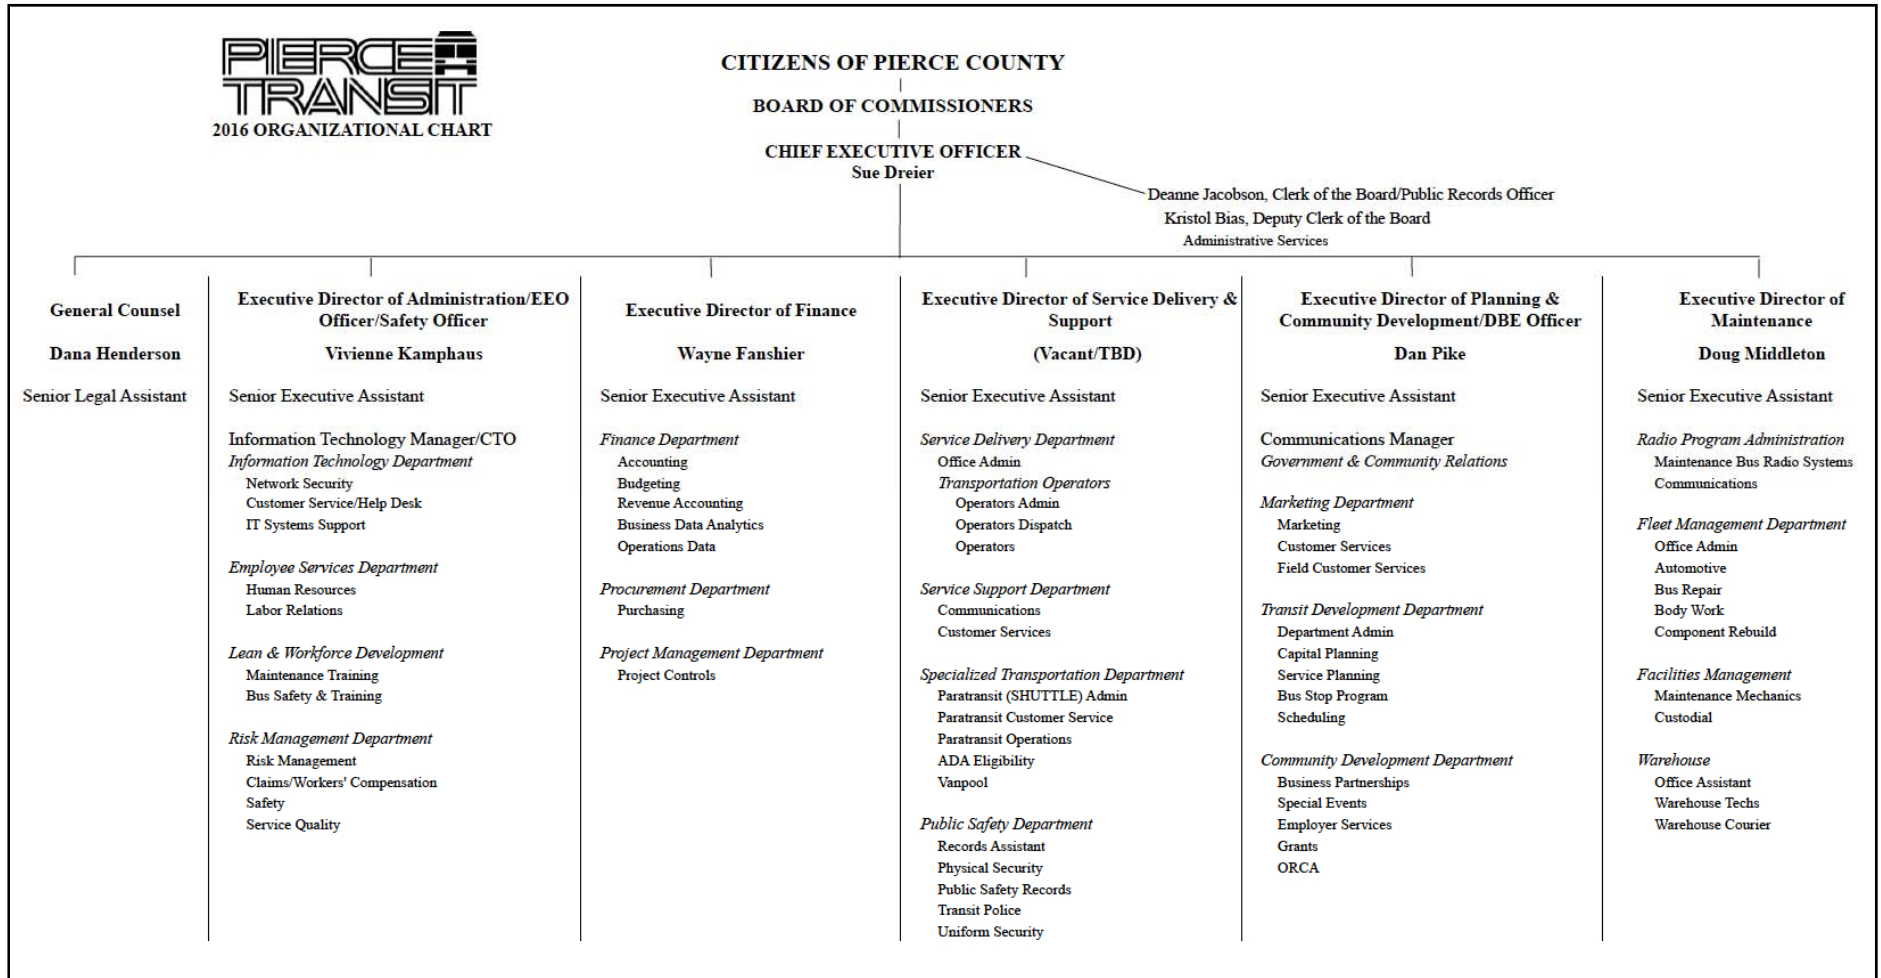 PIERCE
TRANSIT
2016 ORGANIZATIONAL CHART
CITIZENS OF PIERCE COUNTY
BOARD OF COMMISSIONERS
CHIEF EXECUTIVE OFFICER
Sue Dreier
Deanne Jacobson, Clerk of the Board/Public Records Officer
Kristol Bias, Deputy Clerk of the Board
Administrative Services
General Counsel
Dana Henderson
Senior Legal Assistant
Executive Director of Administration/EEO
Officer/Safety Officer
Vivienne Kamphaus
Senior Executive Assistant
Information Technology Manager/CTO
Information Technology Department
Network Security
Customer Service/Help Desk
IT Systems Support
Employee Services Department
Human Resources
Labor Relations
Lean & Workforce Development
Maintenance Training
Bus Safety & Training
Risk Management Department
Risk Management
Claims/Workers' Compensation
Safety
Service Quality
Executive Director of Finance
Wayne Fanshier
Senior Executive Assistant
Finance Department
Accounting
Budgeting
Revenue Accounting
Business Data Analytics
Operations Data
Procurement Department
Purchasing
Project Management Department
Project Controls
Executive Director of Service Delivery &
Support
(Vacant/TBD)
Senior Executive Assistant
Service Delivery Department
Office Admin
Transportation Operators
Operators Admin
Operators Dispatch
Operators
Service Support Department
Communications
Customer Services
Specialized Transportation Department
Paratransit (SHUTTLE) Admin
Paratransit Customer Service
Paratransit Operations
ADA Eligibility
Vanpool
Public Safety Department
Records Assistant
Physical Security
Public Safety Records
Transit Police
Uniform Security
Executive Director of Planning &
Community Development/DBE Officer
Dan Pike
Senior Executive Assistant
Communications Manager
Government & Community Relations
Marketing Department
Marketing
Customer Services
Field Customer Services
Transit Development Department
Department Admin
Capital Planning
Service Planning
Bus Stop Program
Scheduling
Community Development Department
Business Partnerships
Special Events
Employer Services
Grants
ORCA
Executive Director of
Maintenance
Doug Middleton
Senior Executive Assistant
Radio Program Administration
Maintenance Bus Radio Systems
Communications
Fleet Management Department
Office Admin
Automotive
Bus Repair
Body Work
Component Rebuild
Facilities Management
Maintenance Mechanics
Custodial
Warehouse
Office Assistant
Warehouse Techs
Warehouse Courier